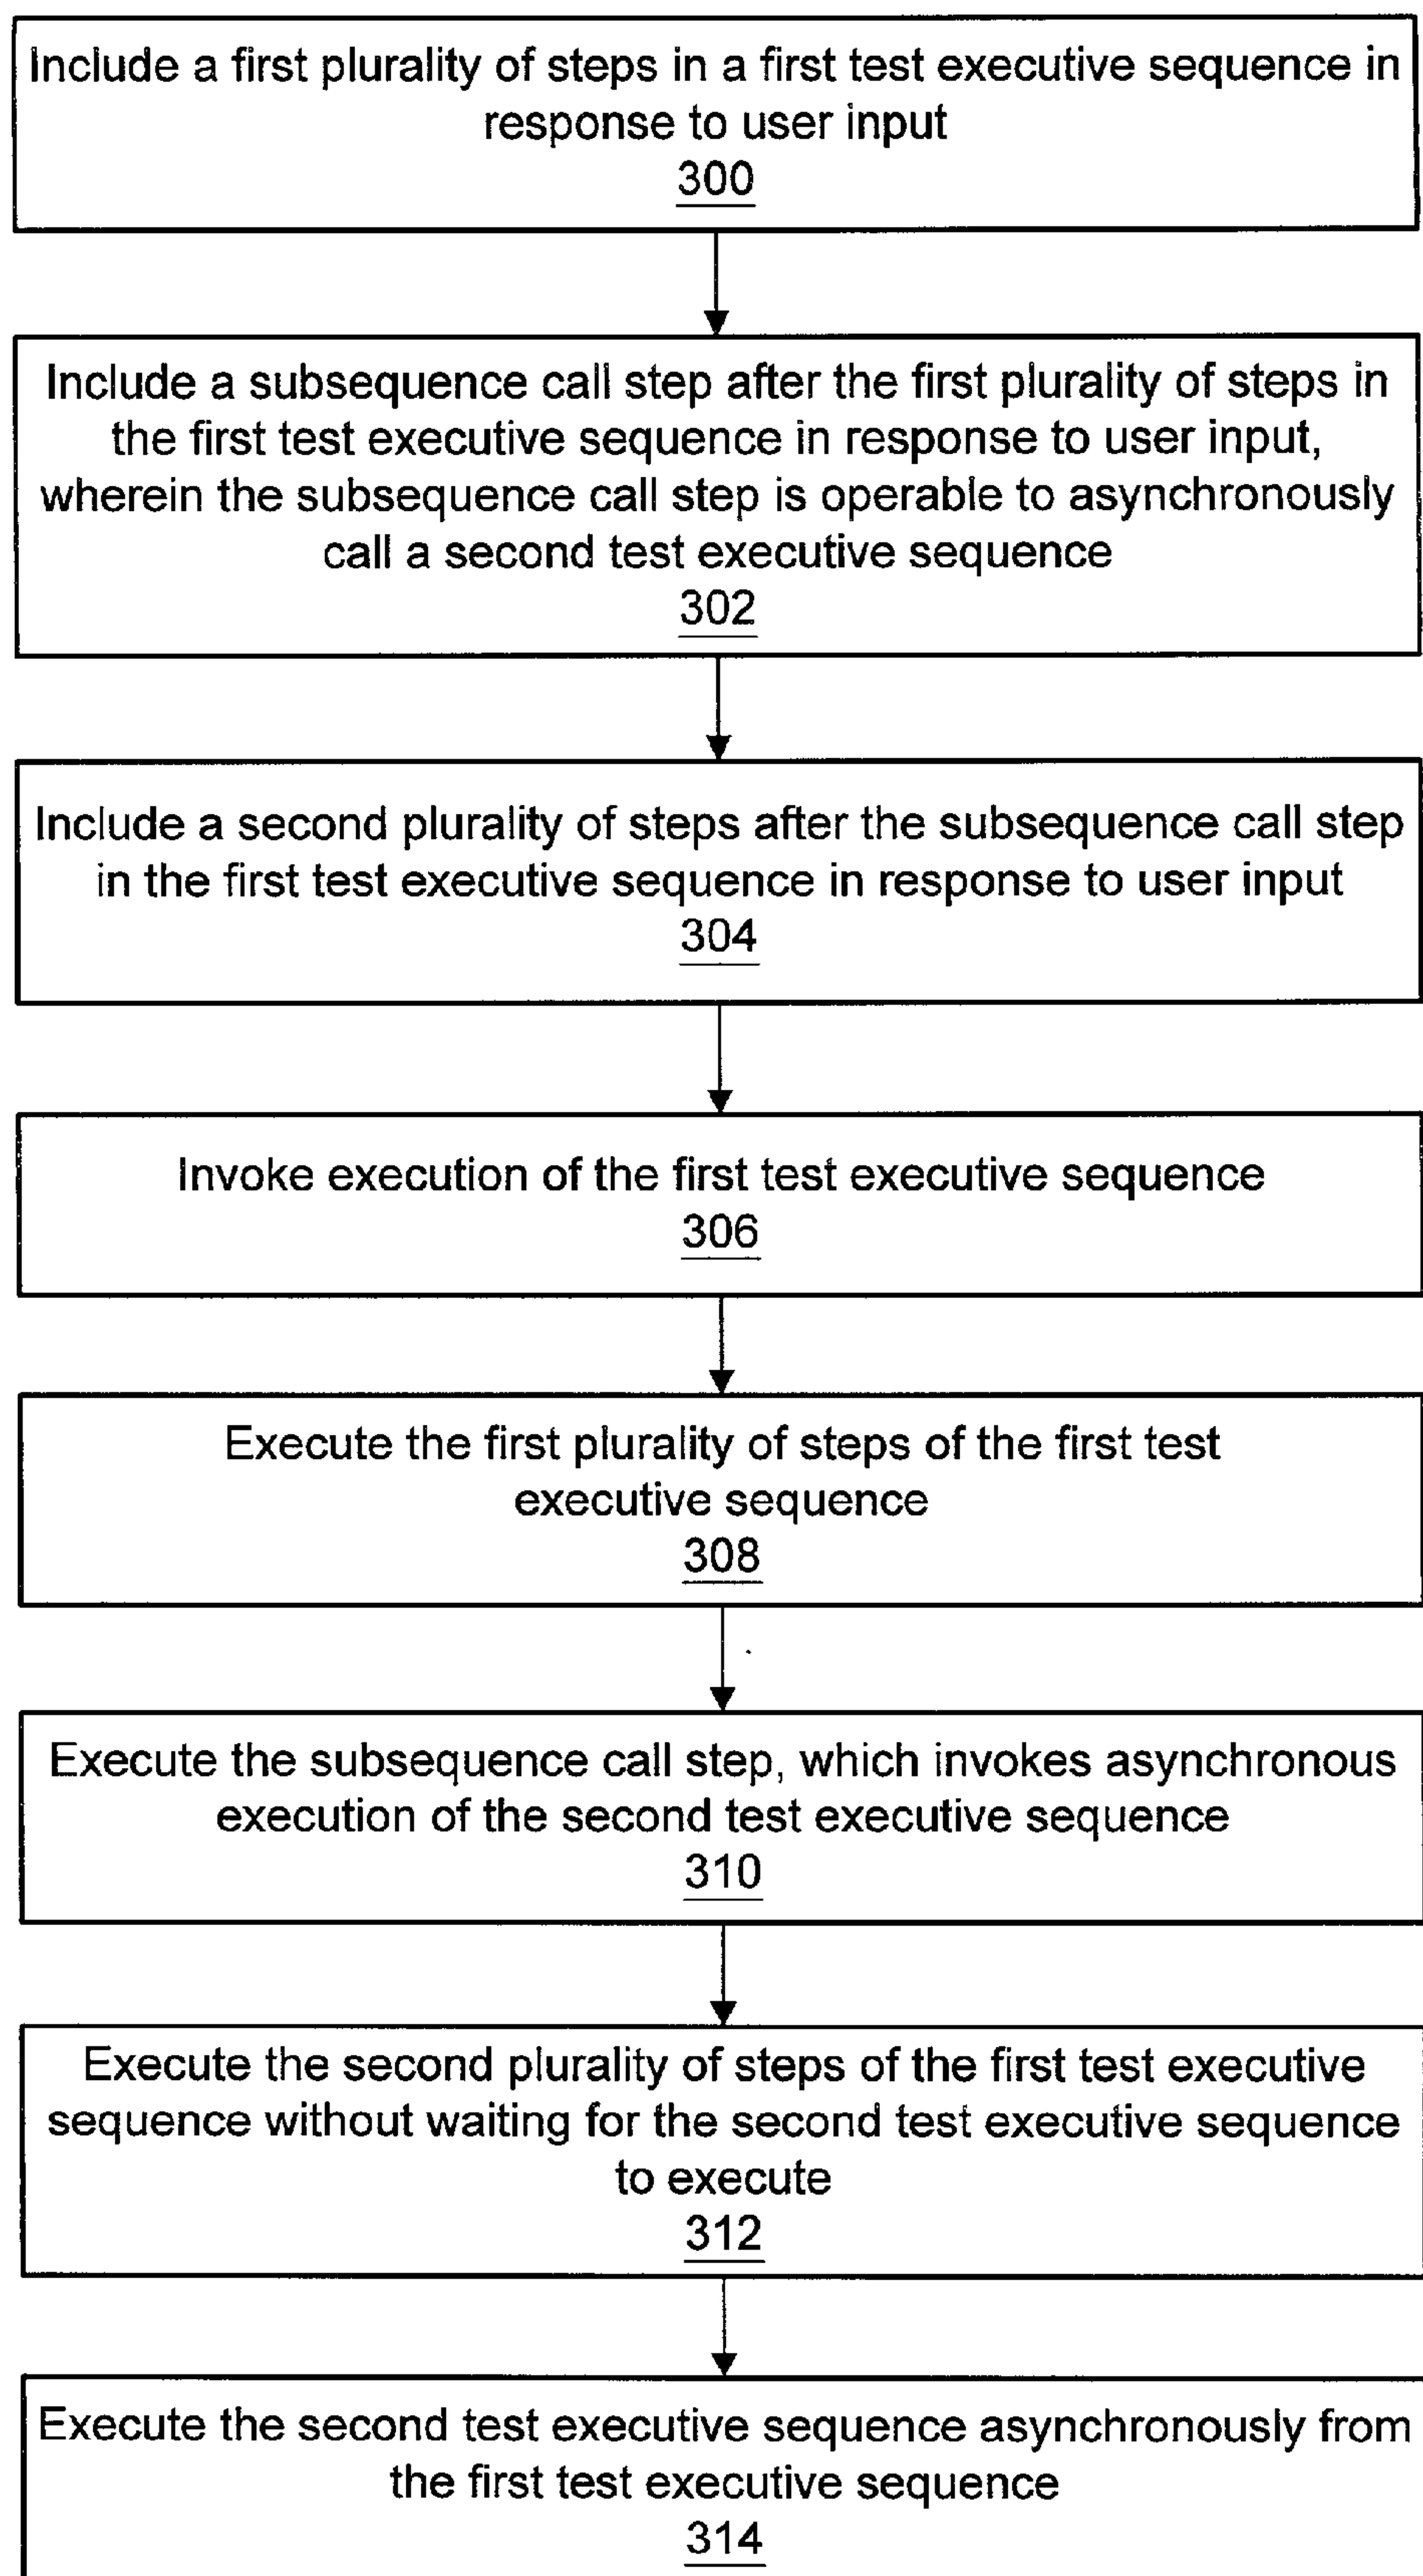 Include a first plurality of steps in a first test executive sequence in
response to user input
300
Include a subsequence call step after the first plurality of steps in
the first test executive sequence in response to user input,
wherein the subsequence call step is operable to asynchronously
call a second test executive sequence
302
Include a second plurality of steps after the subsequence call step
in the first test executive sequence in response to user input
304
Invoke execution of the first test executive sequence
306
Execute the first plurality of steps of the first test
executive sequence
308
Execute the subsequence call step, which invokes asynchronous
execution of the second test executive sequence
310
Execute the second plurality of steps of the first test executive
sequence without waiting for the second test executive sequence
to execute
312
Execute the second test executive sequence asynchronously from
the first test executive sequence
314